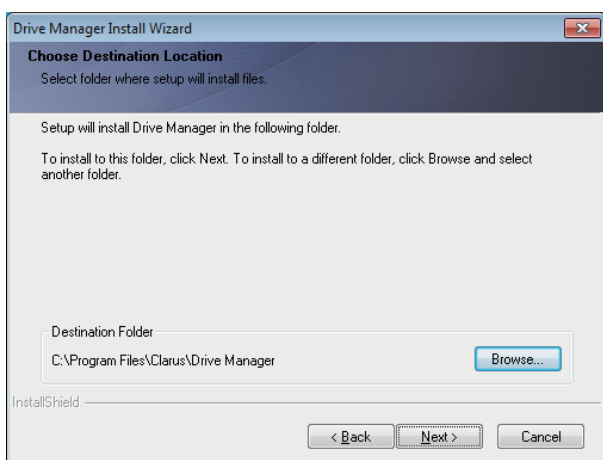 Drive Manager Install Wizard
Choose Destination Location
Select folder where setup will install files.
Setup will install Drive Manager in the following folder.
To install to this folder, click Next. To install to a different folder, click Browse and select
another folder.
Destination Folder
C:\Program Files\Clarus\Drive Manager
Browse...
InstallShield
< Back
Next >
Cancel